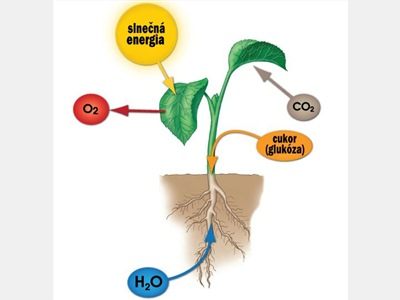 slnečná
energia
O2
CO2
cukor
(glukóza)
H2O